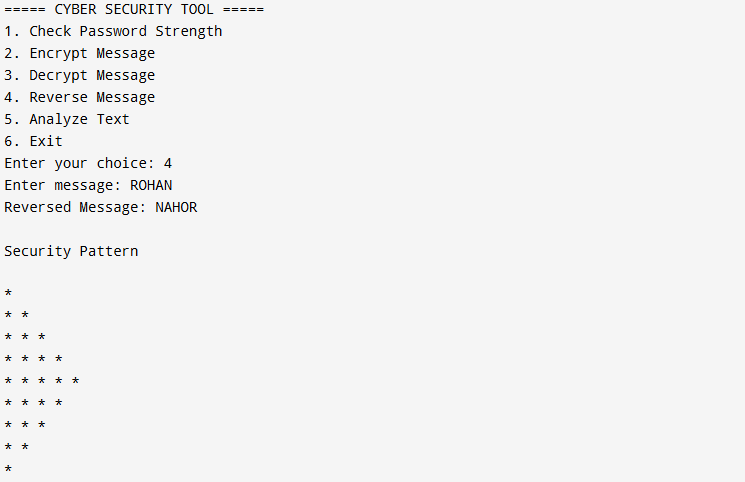 ===== CYBER SECURITY TOOL =====
1. Check Password Strength
2. Encrypt Message
3. Decrypt Message
4. Reverse Message
5. Analyze Text
6. Exit
Enter your choice: 4
Enter message: ROHAN
Reversed Message: NAHOR

Security Pattern

*
* *
* * *
* * * *
* * * * *
* * * *
* * *
* *
*